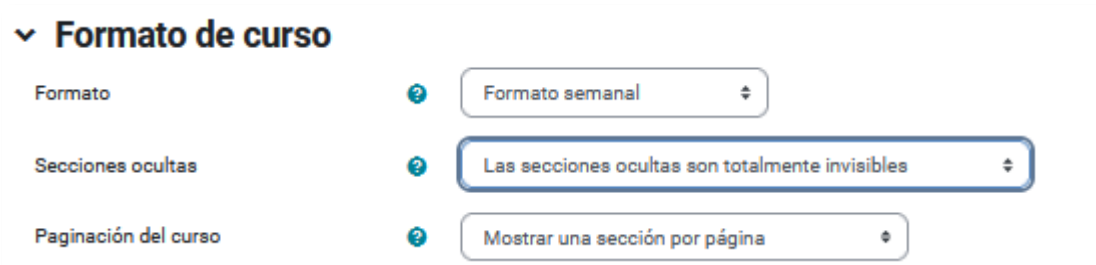 Formato de curso
Formato
Formato semanal
Secciones ocultas
Las secciones ocultas son totalmente invisibles
Paginación del curso
Mostrar una sección por página